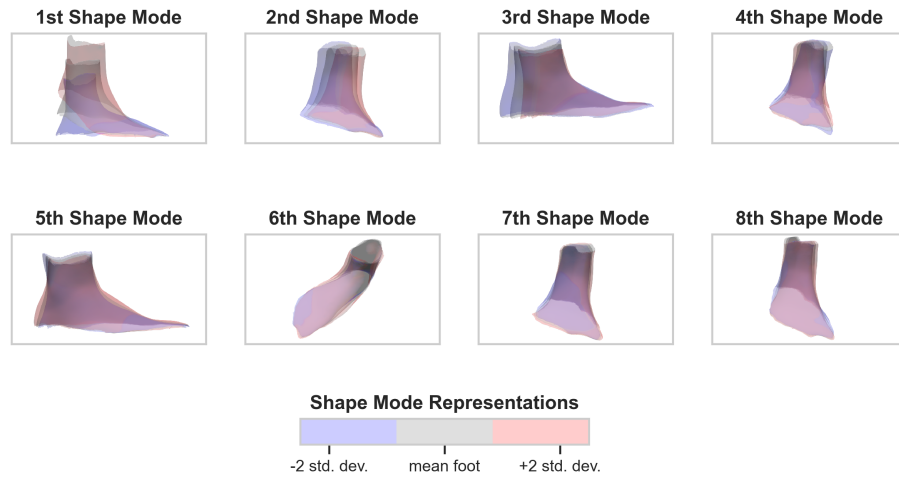 1st Shape Mode
2nd Shape Mode
3rd Shape Mode
4th Shape Mode
5th Shape Mode
6th Shape Mode
7th Shape Mode
8th Shape Mode
Shape Mode Representations
-2 std. dev.
mean foot
+2 std. dev.